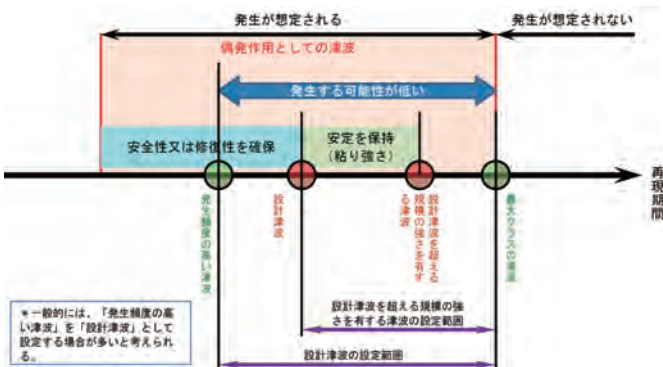 発生が想定される
発生が想定されない
偶発作用としての津波
発生する可能性が低い
安全性又は修復性を確保
安定を保持
(粘り強さ)
再現期間
発生頻度の高い津波
設計津波
設計津波を超える
規模の強さを有す
る津波
最大クラスの津波
設計津波を超える規模の強
さを有する津波の設定範囲
設計津波の設定範囲
*一般的には、「発生頻度の高
い津波」を「設計津波」として
設定する場合が多いと考えられ
る。